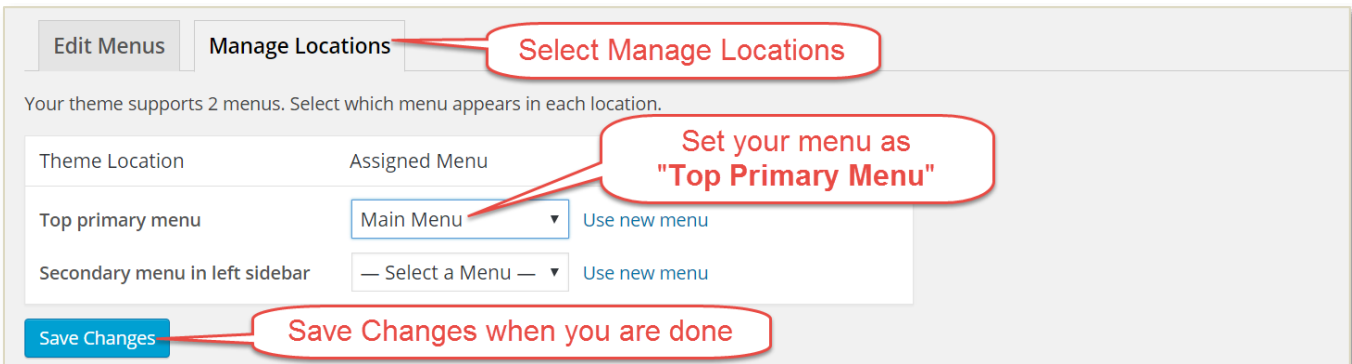 Edit Menus
Manage Locations
Select Manage Locations
Your theme supports 2 menus. Select which menu appears in each location.
Theme Location
Assigned Menu
Set your menu as
"Top Primary Menu"
Top primary menu
Main Menu
Use new menu
Secondary menu in left sidebar
— Select a Menu —
Use new menu
Save Changes
Save Changes when you are done